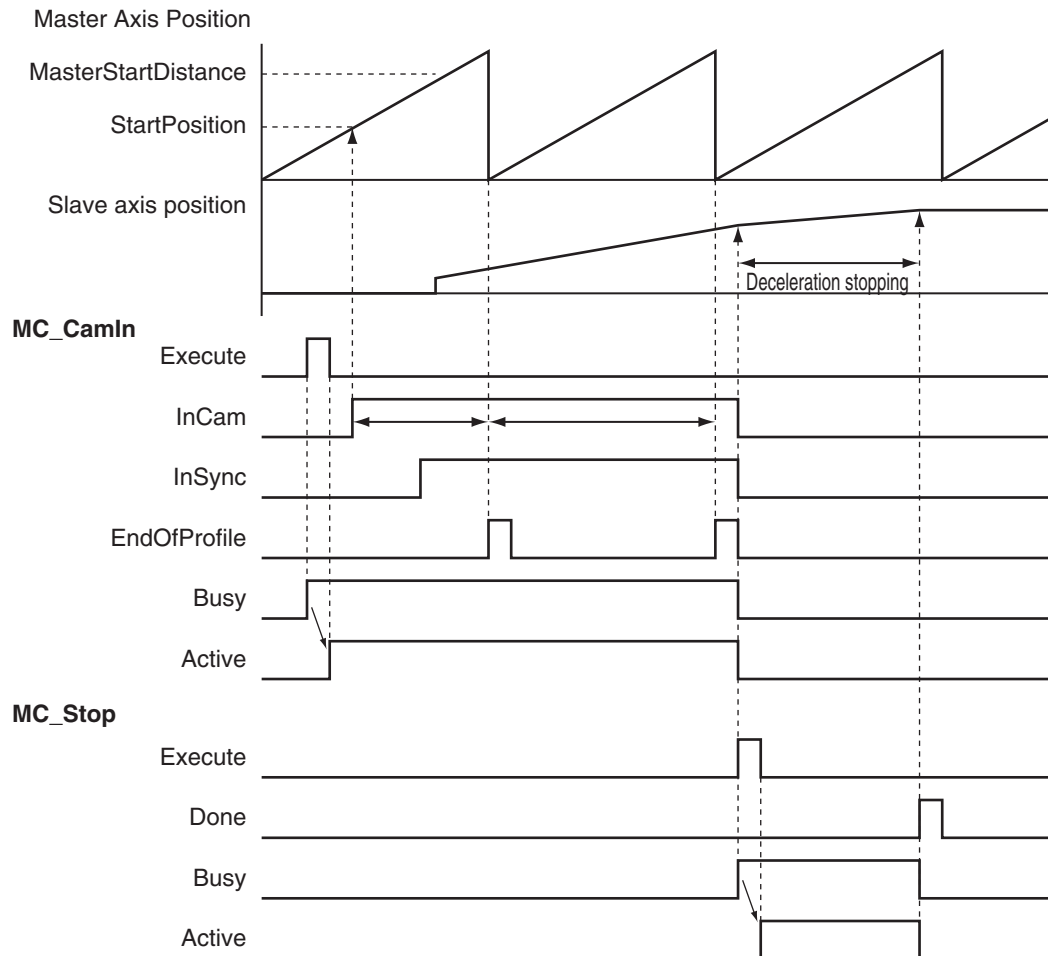 Master Axis Position
MasterStartDistance
StartPosition
Slave axis position
Deceleration stopping
MC_CamIn
Execute
InCam
InSync
EndOfProfile
Busy
Active
MC_Stop
Execute
Done
Busy
Active